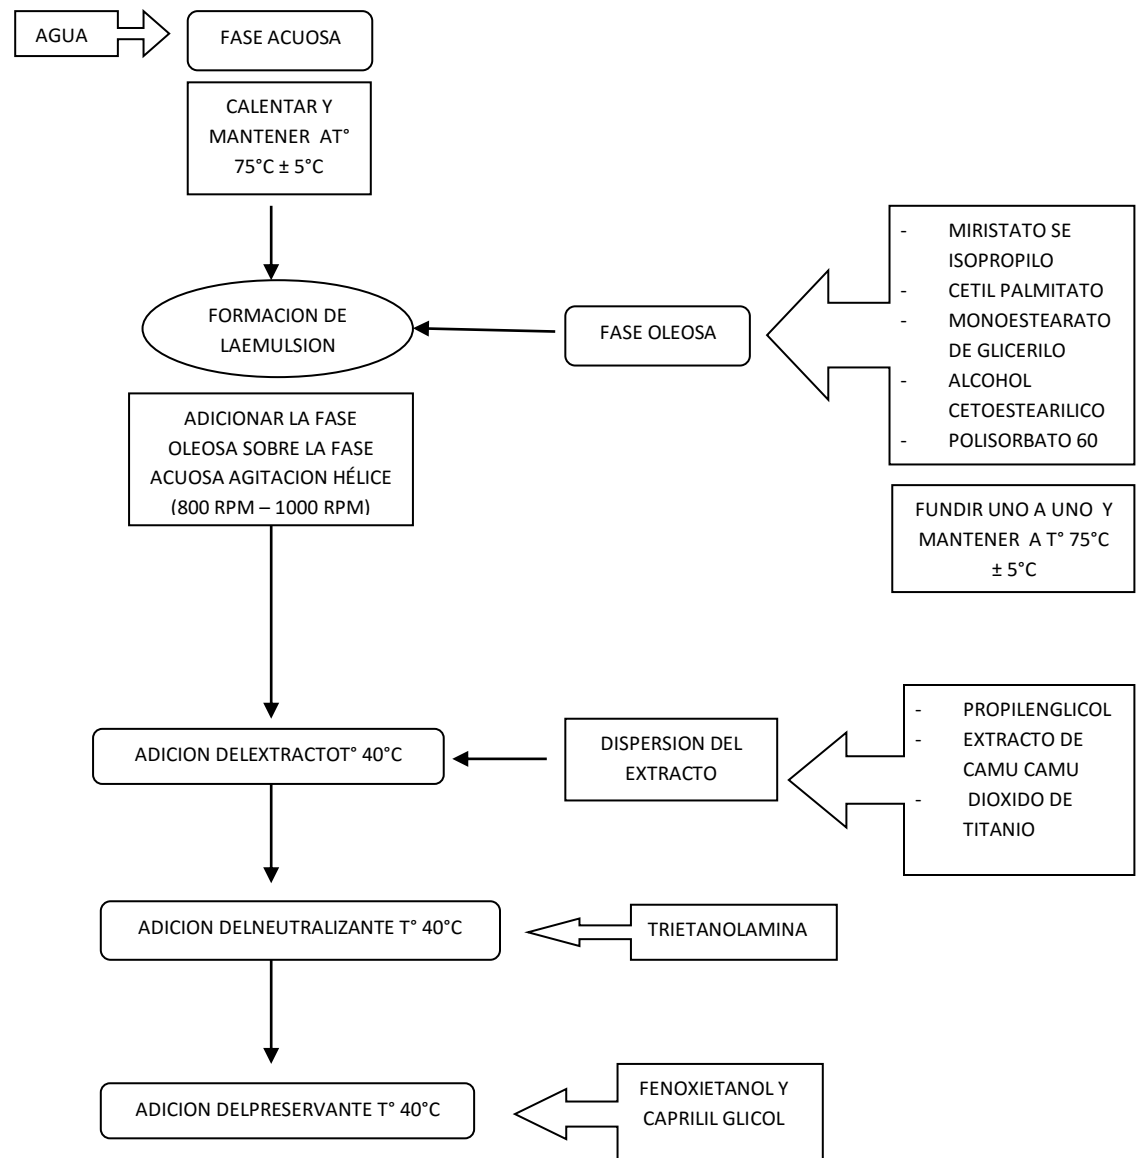 AGUA
FASE ACUOSA
CALENTAR Y
MANTENER AT°
75°C ± 5°C
FORMACION DE
LAEMULSION
FASE OLEOSA
- MIRISTATO SE
ISOPROPILO
- CETIL PALMITATO
- MONOESTEARATO
DE GLICERILO
- ALCOHOL
CETOESTEARILICO
- POLISORBATO 60
ADICIONAR LA FASE
OLEOSA SOBRE LA FASE
ACUOSA AGITACION HÉLICE
(800 RPM – 1000 RPM)
FUNDIR UNO A UNO Y
MANTENER A T° 75°C
± 5°C
ADICION DELEXTRACTOT° 40°C
DISPERSION DEL
EXTRACTO
- PROPILENGLICOL
- EXTRACTO DE
CAMU CAMU
- DIOXIDO DE
TITANIO
ADICION DELNEUTRALIZANTE T° 40°C
TRIETANOLAMINA
ADICION DELPRESERVANTE T° 40°C
FENOXIETANOL Y
CAPRILIL GLICOL